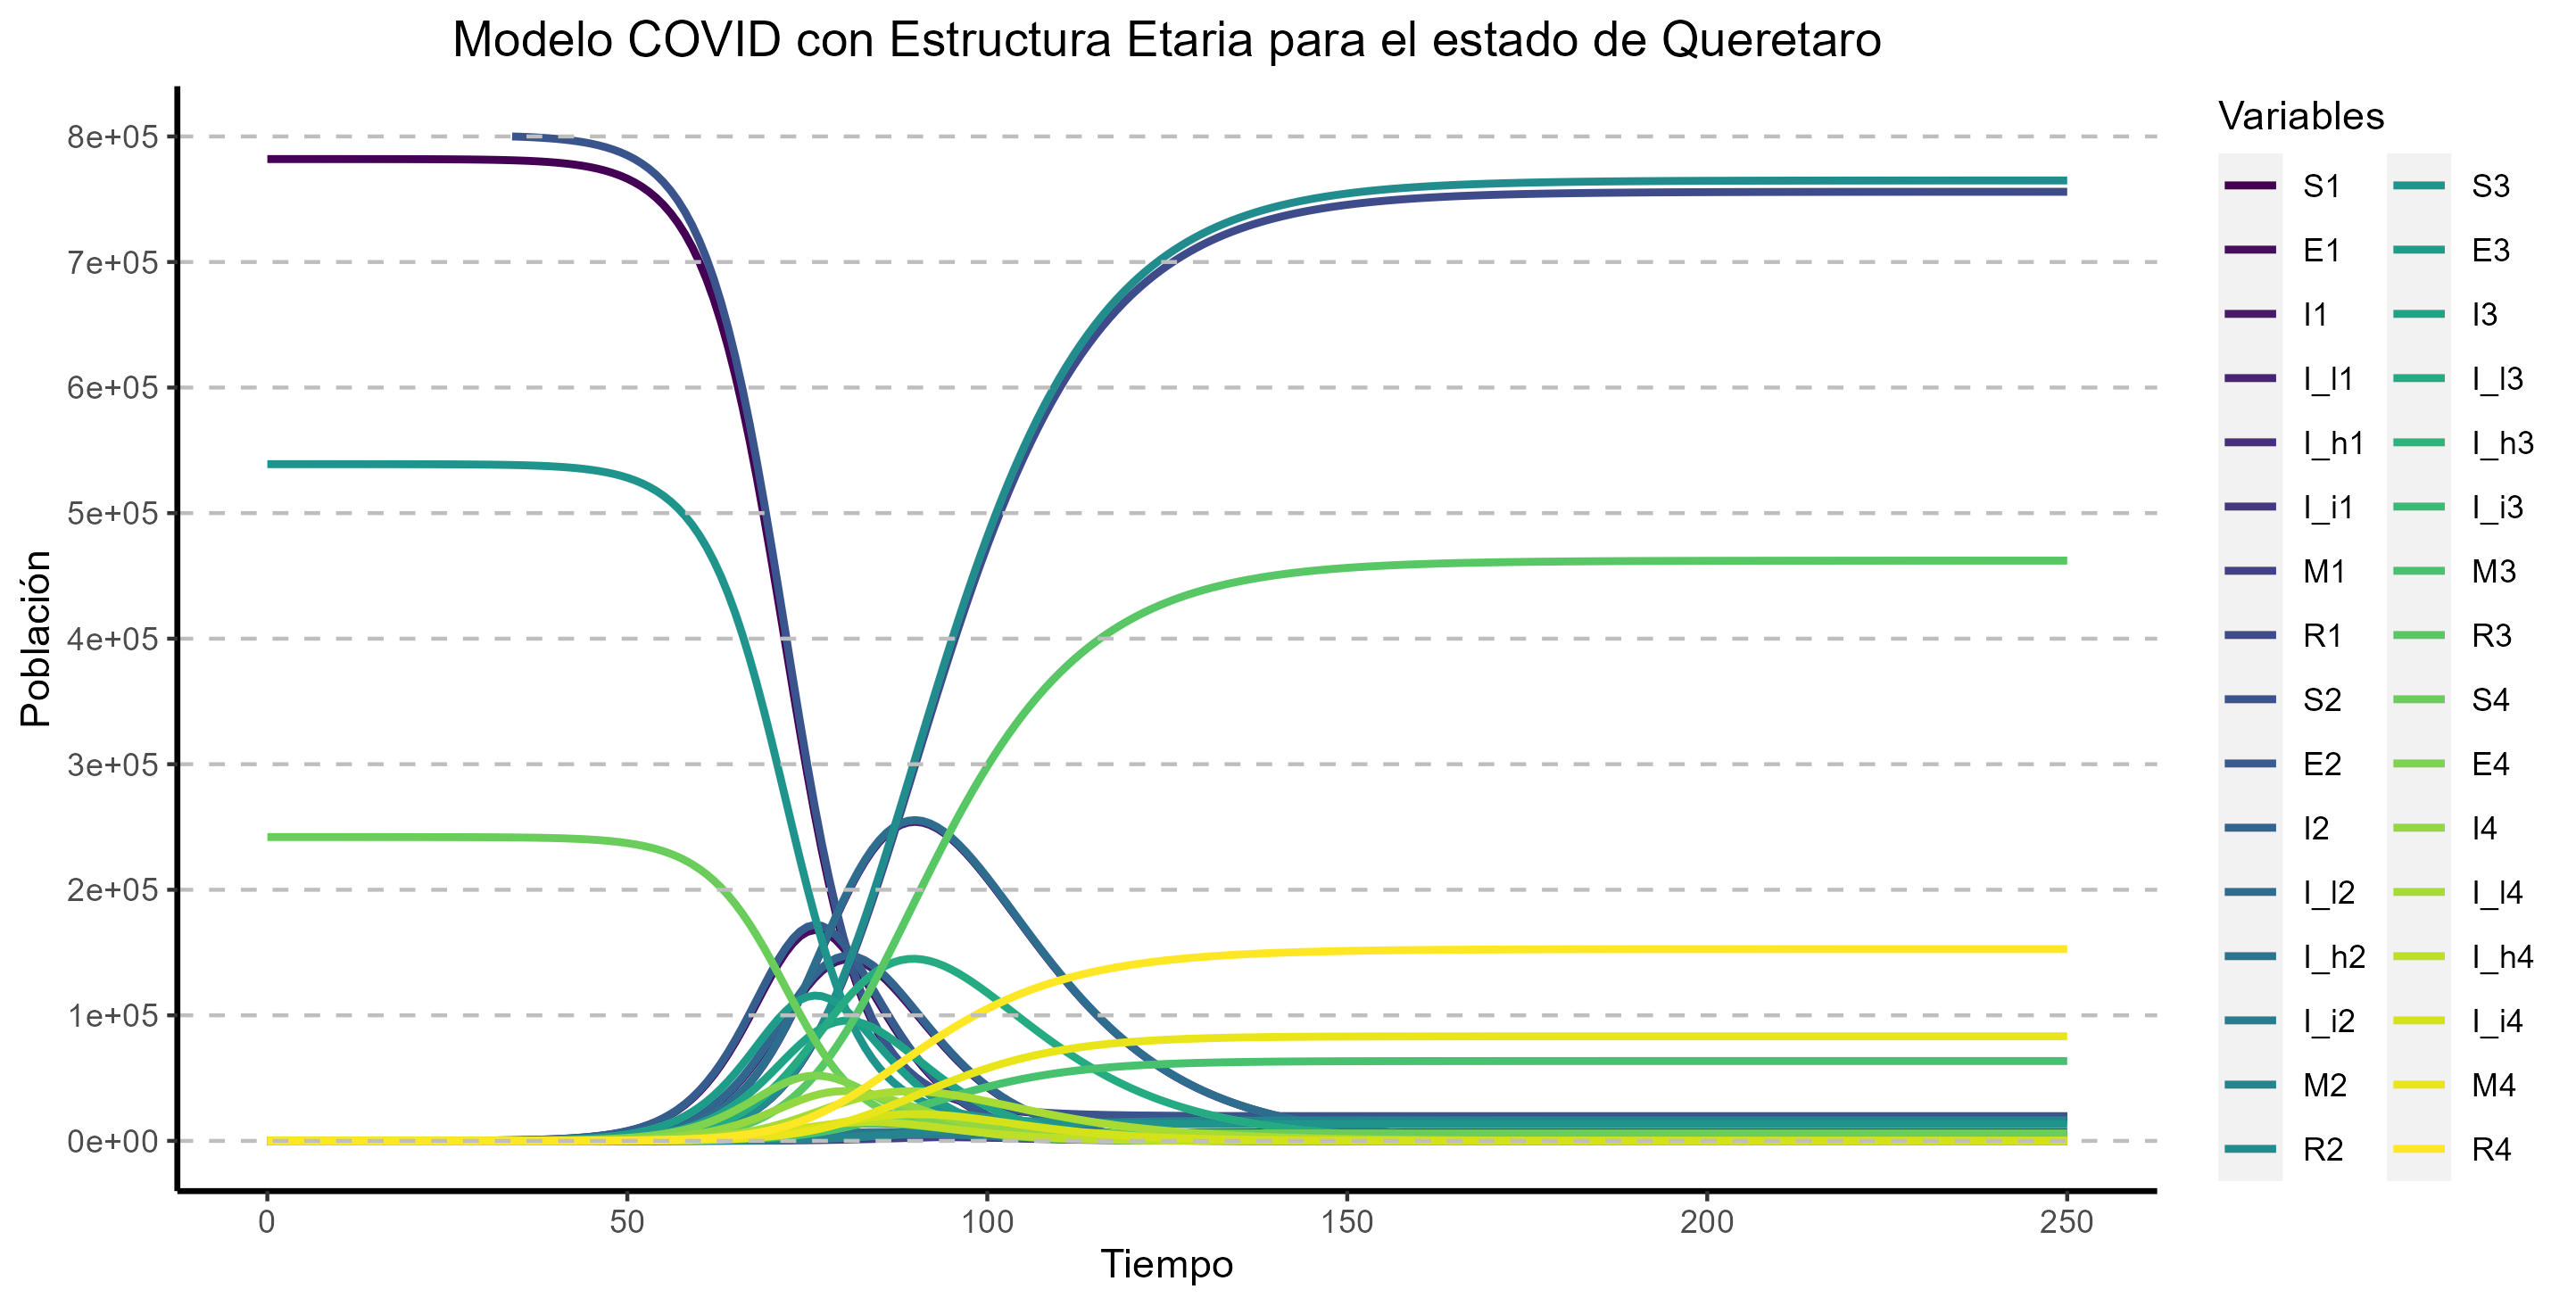 Modelo COVID con Estructura Etaria para el estado de Queretaro
Población
8e+05
7e+05
6e+05
5e+05
4e+05
3e+05
2e+05
1e+05
0e+00
0 50 100 150 200 250
Tiempo
Variables
S1 S3
E1 E3
I1 I3
I_l1 I_l3
I_h1 I_h3
I_i1 I_i3
M1 M3
R1 R3
S2 S4
E2 E4
I2 I4
I_l2 I_l4
I_h2 I_h4
I_i2 I_i4
M2 M4
R2 R4